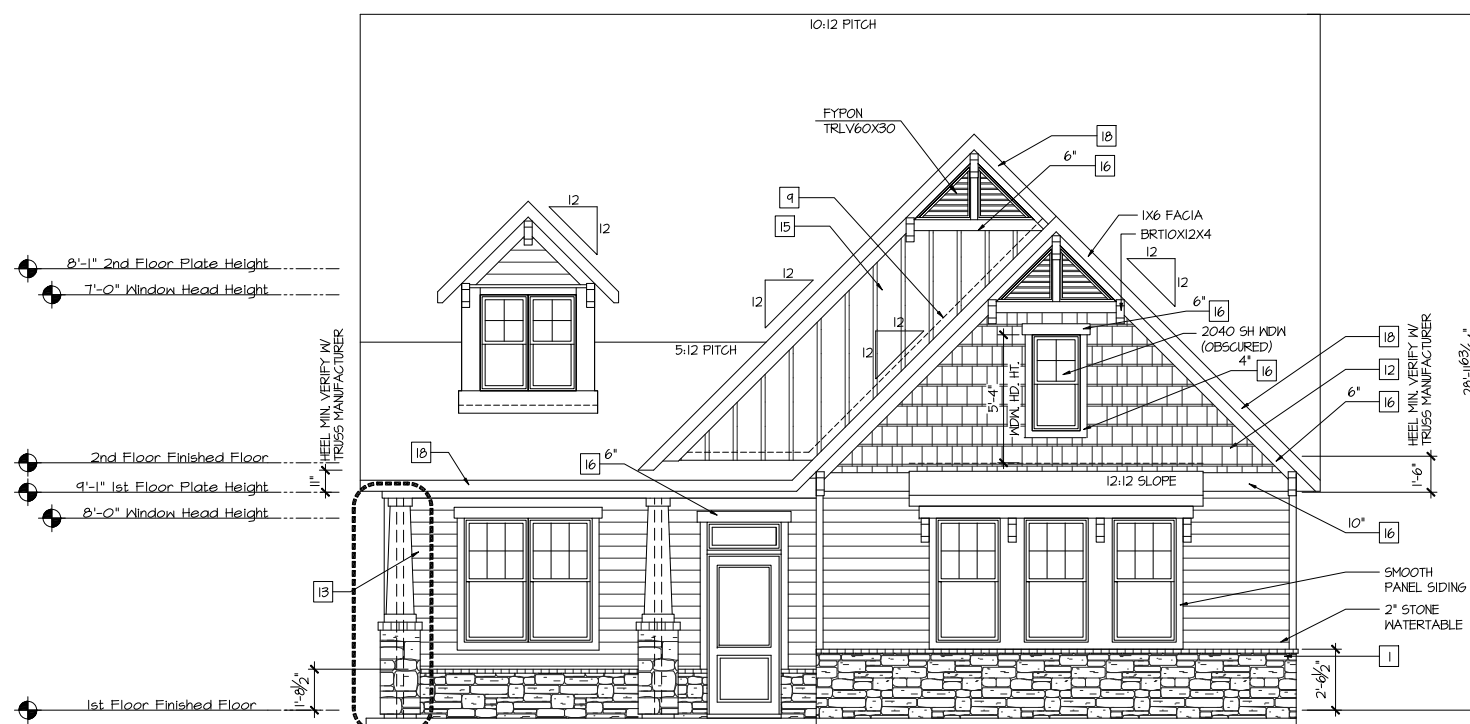 10:12 PITCH
FYPON
TRLV60X30
18
6"
16
9
15
1X6 FACIA
BRT10X12X4
12
12
12
12
12
12
12
12
8'-1" 2nd Floor Plate Height
7'-0" Window Head Height
5:12 PITCH
6"
16
2040 SH WDW
(OBSCURED)
4"
16
18
12
6"
16
5'-4"
WDW. HD. HT.
HEEL MIN. VERIFY W/
TRUSS MANUFACTURER
11"
HEEL MIN. VERIFY W/
TRUSS MANUFACTURER
1'-6"
2nd Floor Finished Floor
9'-1" 1st Floor Plate Height
8'-0" Window Head Height
18
16
6"
12:12 SLOPE
10"
16
13
SMOOTH
PANEL SIDING
2" STONE
WATERTABLE
1
1'-8 1/2"
2'-6 1/2"
1st Floor Finished Floor